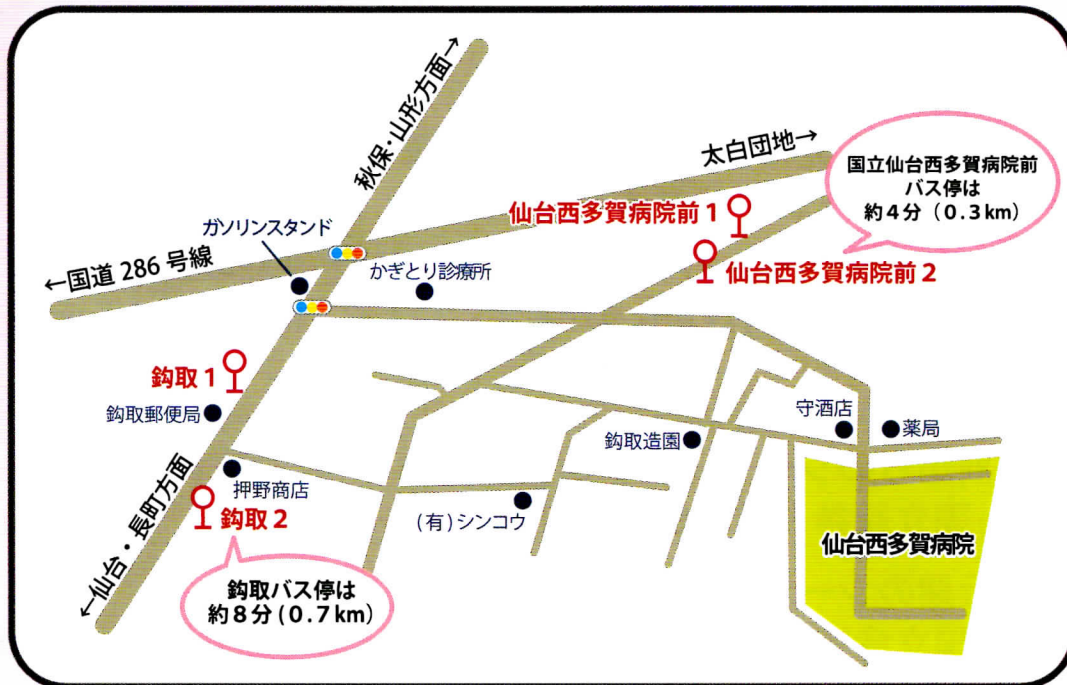 秋保・山形方面→
太白団地→
国立仙台西多賀病院前
バス停は
約4分（0.3km）
仙台西多賀病院前1
ガソリンスタンド
←国道286号線
かぎとり診療所
仙台西多賀病院前2
鈎取1
鈎取郵便局
守酒店
薬局
鈎取造園
押野商店
←仙台・長町方面
鈎取2
(有)シンコウ
仙台西多賀病院
鈎取バス停は
約8分(0.7km)